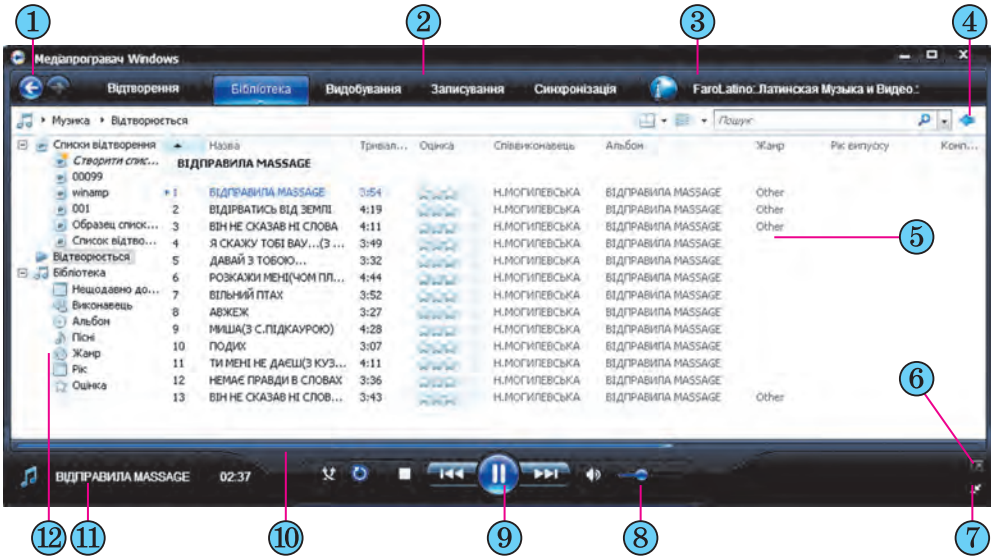 1 2 3 4
Медіапрогравач Windows
Відтворення Бібліотека Видобування Записування Синхронізація FaroLatino: Латинская Музыка и Видео :
Музика Відтворюється Пошук
Списки відтворення Назва Тривал... Оцінка Співвиконавець Альбом Жанр Рік випуску Комп...
Створити спис... ВІДПРАВИЛА MASSAGE
00099
winamp 1 ВІДПРАВИЛА MASSAGE 3:54 Н.МОГИЛЕВСЬКА ВІДПРАВИЛА MASSAGE Other
001 2 ВІДІРВАТИСЬ ВІД ЗЕМЛІ 4:19 Н.МОГИЛЕВСЬКА ВІДПРАВИЛА MASSAGE Other
Образец списк... 3 ВІН НЕ СКАЗАВ НІ СЛОВА 4:11 Н.МОГИЛЕВСЬКА ВІДПРАВИЛА MASSAGE Other
5
Список відтво... 4 Я СКАЖУ ТОБІ ВАУ...(З ... 3:49 Н.МОГИЛЕВСЬКА ВІДПРАВИЛА MASSAGE
Відтворюється 5 ДАВАЙ З ТОБОЮ... 3:32 Н.МОГИЛЕВСЬКА ВІДПРАВИЛА MASSAGE
Бібліотека 6 РОЗКАЖИ МЕНІ(ЧОМ ПЛ... 4:44 Н.МОГИЛЕВСЬКА ВІДПРАВИЛА MASSAGE
Нещодавно до... 7 ВІЛЬНИЙ ПТАХ 3:52 Н.МОГИЛЕВСЬКА ВІДПРАВИЛА MASSAGE
Виконавець 8 АВЖЕЖ 3:27 Н.МОГИЛЕВСЬКА ВІДПРАВИЛА MASSAGE
Альбом 9 МИША(З С.ПІДКАУРОЮ) 4:28 Н.МОГИЛЕВСЬКА ВІДПРАВИЛА MASSAGE
Пісні 10 ПОДИХ 3:07 Н.МОГИЛЕВСЬКА ВІДПРАВИЛА MASSAGE
Жанр 11 ТИ МЕНІ НЕ ДАЄШ(З КУЗ... 4:11 Н.МОГИЛЕВСЬКА ВІДПРАВИЛА MASSAGE
Рік 12 НЕМАЄ ПРАВДИ В СЛОВАХ 3:36 Н.МОГИЛЕВСЬКА ВІДПРАВИЛА MASSAGE
Оцінка 13 ВІН НЕ СКАЗАВ НІ СЛОВ... 3:43 Н.МОГИЛЕВСЬКА ВІДПРАВИЛА MASSAGE Other
6
ВІДПРАВИЛА MASSAGE 02:37
12 11 10 9 8 7